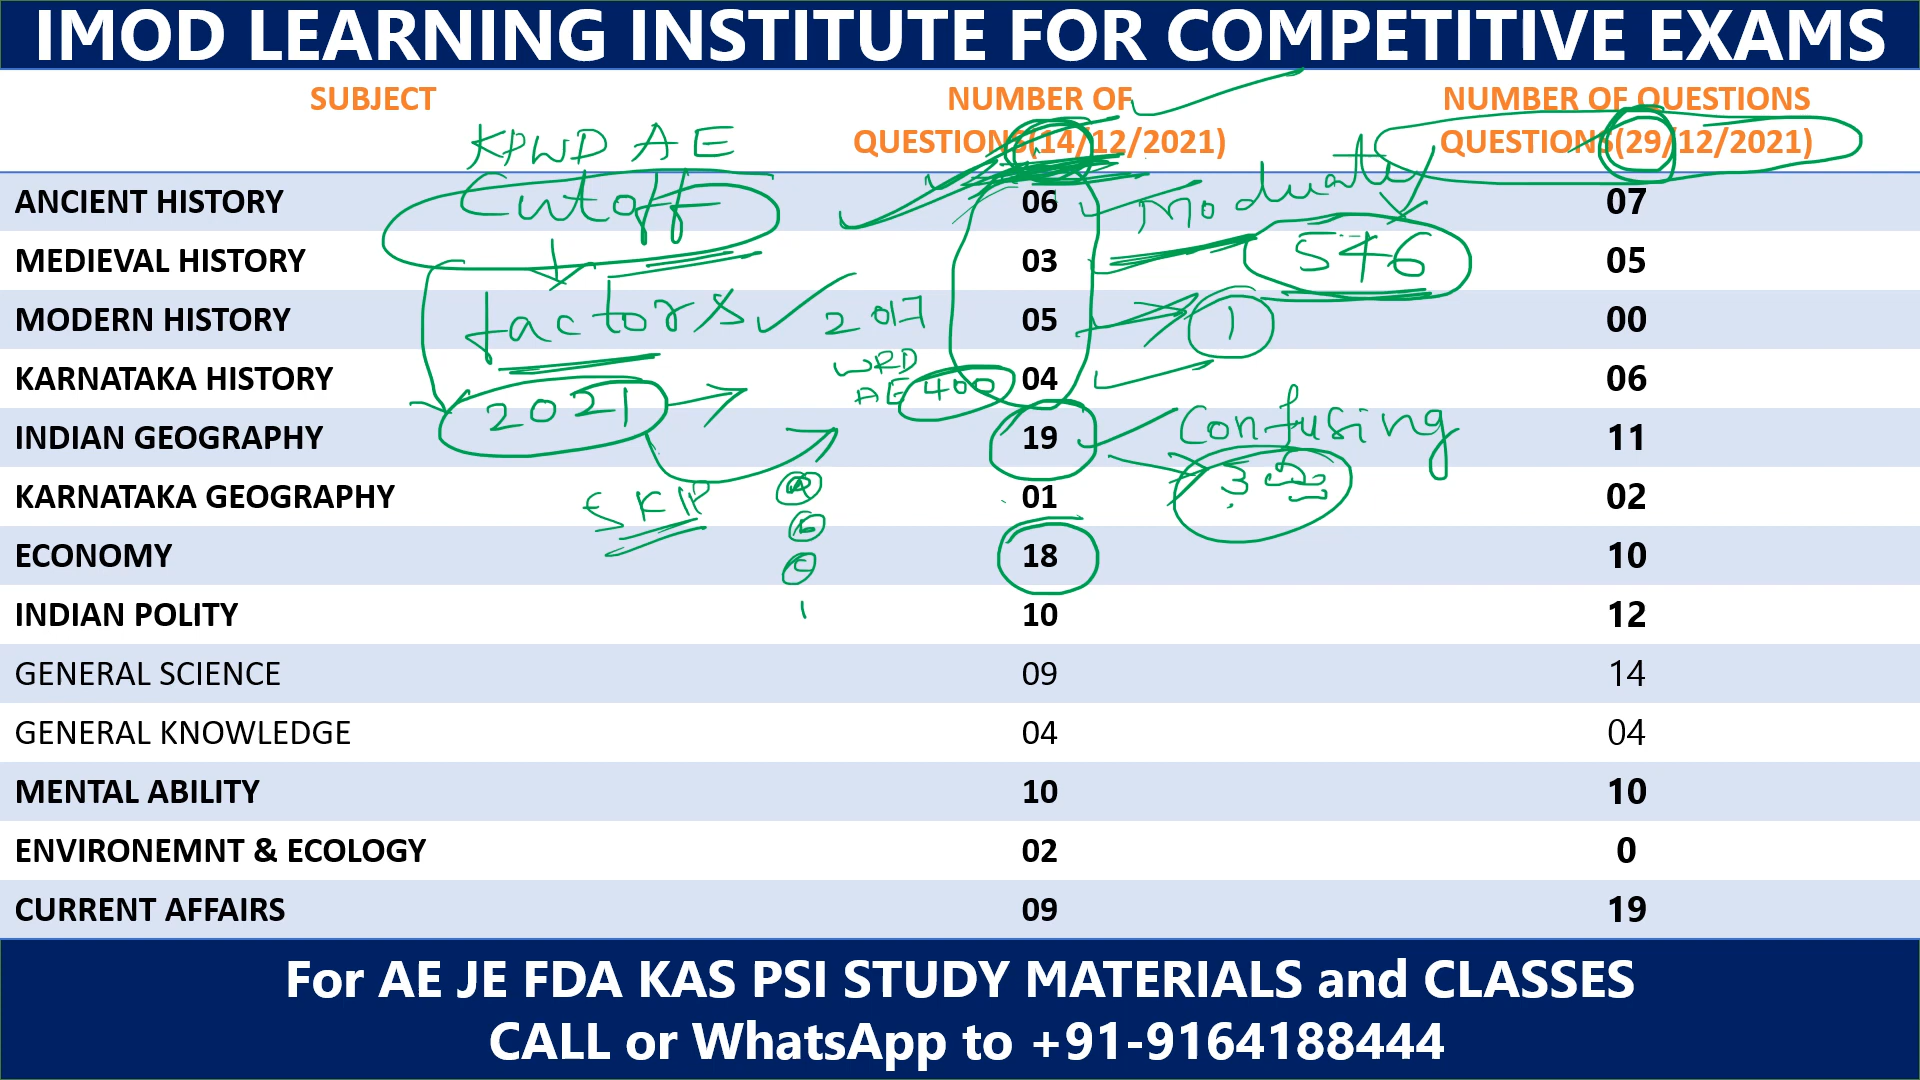 IMOD LEARNING INSTITUTE FOR COMPETITIVE EXAMS
SUBJECT NUMBER OF QUESTIONS(14/12/2021) NUMBER OF QUESTIONS QUESTIONS(29/12/2021)
KPWD AE
cutoff
Moduate
546
factors
2017
1
WRD
AE 400
2021
Confusing
SKIP
3
A
B
C
ANCIENT HISTORY 06 07
MEDIEVAL HISTORY 03 05
MODERN HISTORY 05 00
KARNATAKA HISTORY 04 06
INDIAN GEOGRAPHY 19 11
KARNATAKA GEOGRAPHY 01 02
ECONOMY 18 10
INDIAN POLITY 10 12
GENERAL SCIENCE 09 14
GENERAL KNOWLEDGE 04 04
MENTAL ABILITY 10 10
ENVIRONEMNT & ECOLOGY 02 0
CURRENT AFFAIRS 09 19
For AE JE FDA KAS PSI STUDY MATERIALS and CLASSES
CALL or WhatsApp to +91-9164188444